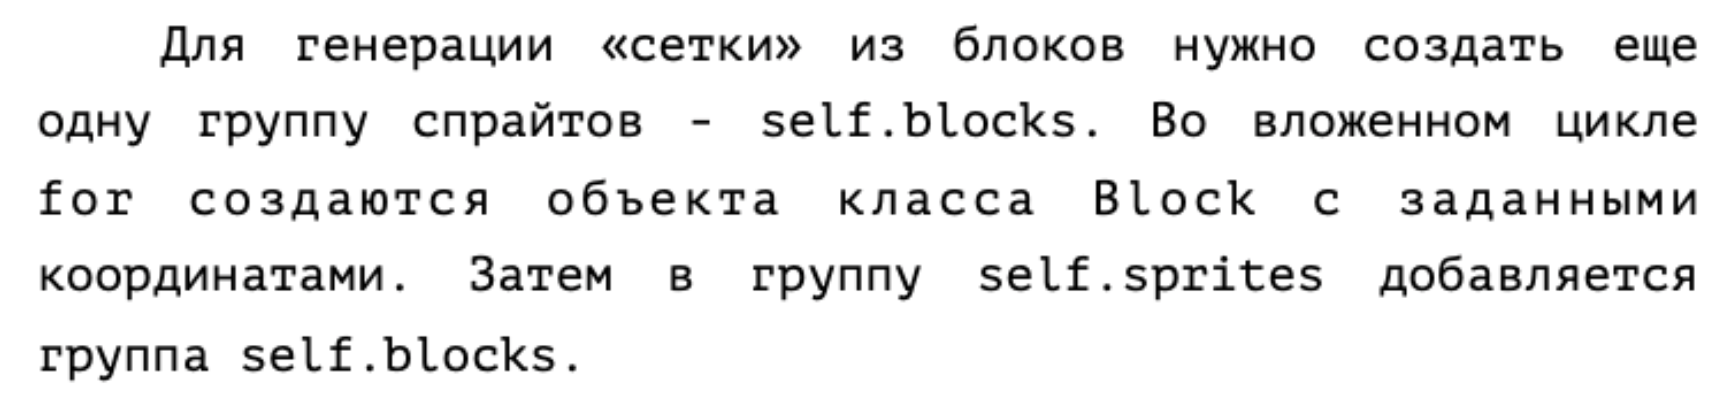 Для генерации «сетки» из блоков нужно создать еще
одну группу спрайтов - self.blocks. Во вложенном цикле
for создаются объекта класса Block с заданными
координатами. Затем в группу self.sprites добавляется
группа self.blocks.